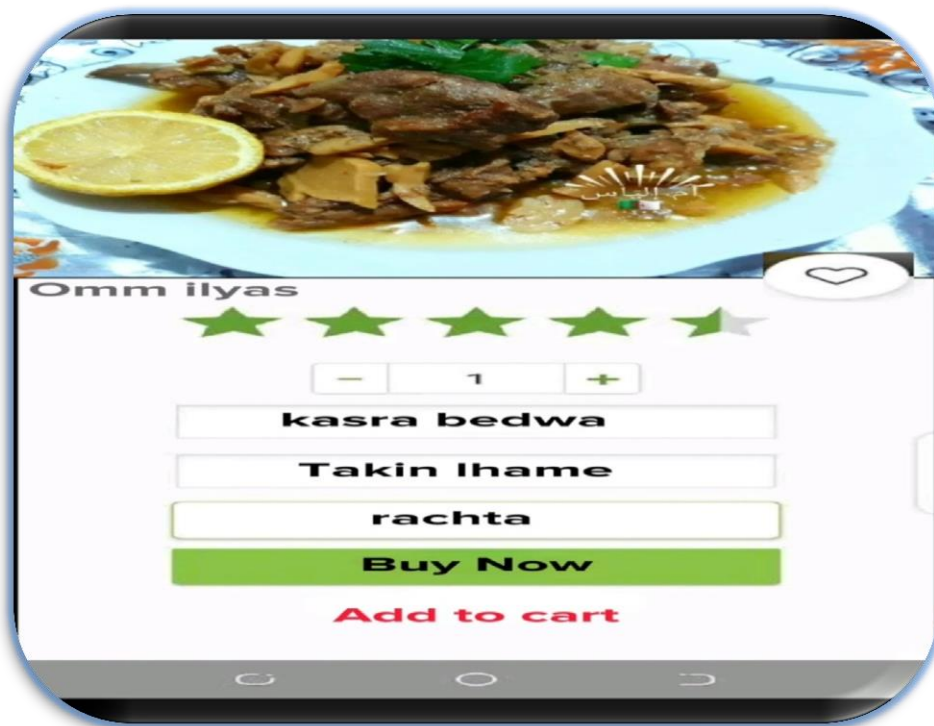 Omm ilyas
1
kasra bedwa
Takin lhame
rachta
Buy Now
Add to cart